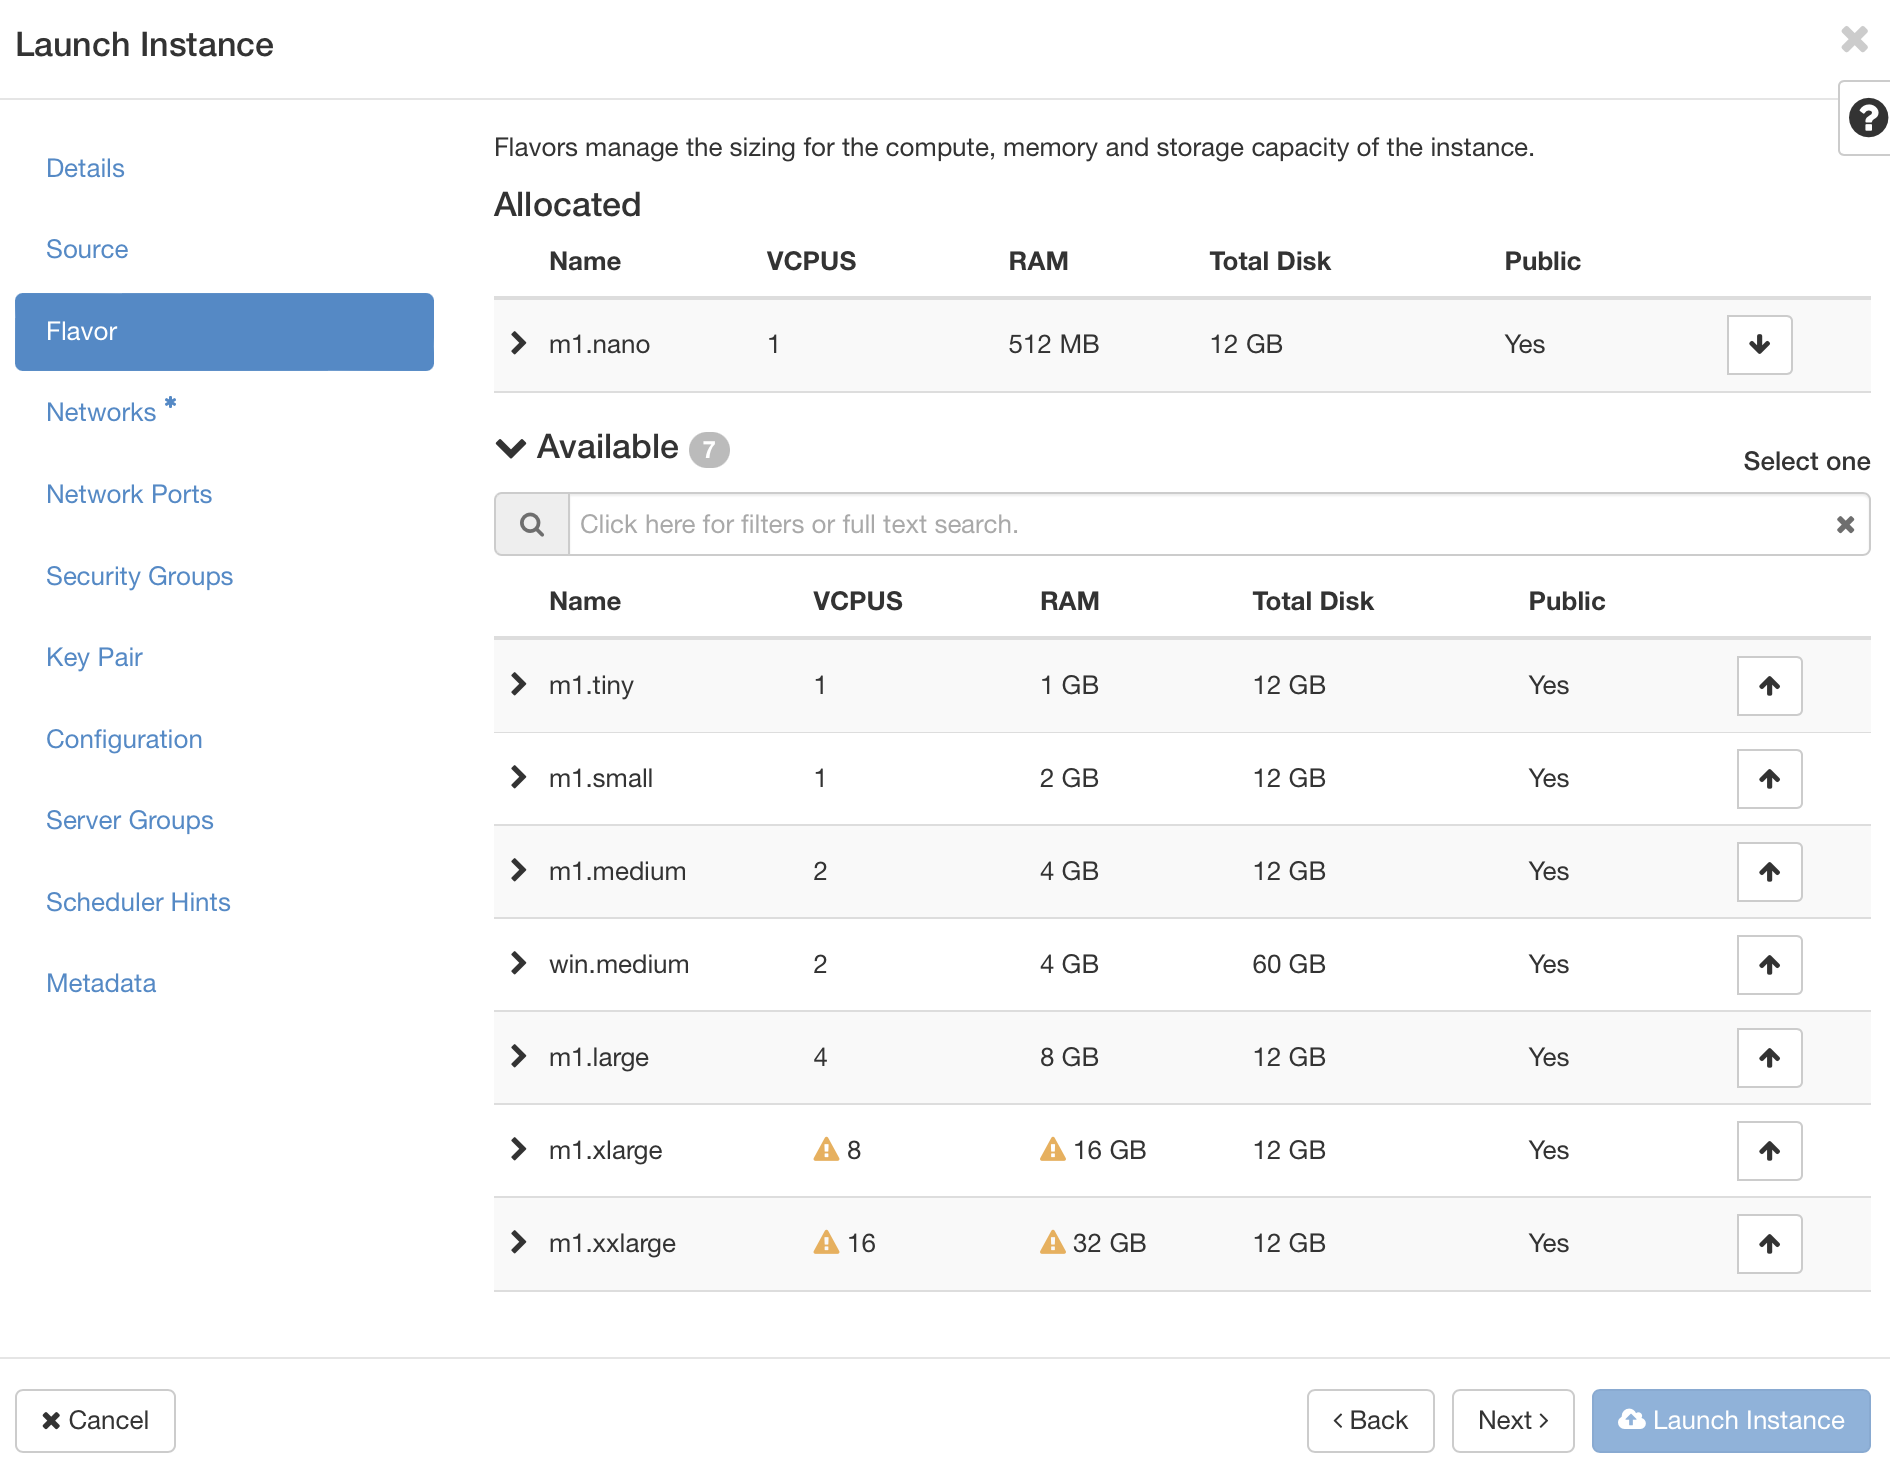 Launch Instance
Details
Source
Flavor
Networks *
Network Ports
Security Groups
Key Pair
Configuration
Server Groups
Scheduler Hints
Metadata
Flavors manage the sizing for the compute, memory and storage capacity of the instance.
Allocated
Name VCPUS RAM Total Disk Public
m1.nano 1 512 MB 12 GB Yes
Available 7
Select one
Click here for filters or full text search.
Name VCPUS RAM Total Disk Public
m1.tiny 1 1 GB 12 GB Yes
m1.small 1 2 GB 12 GB Yes
m1.medium 2 4 GB 12 GB Yes
win.medium 2 4 GB 60 GB Yes
m1.large 4 8 GB 12 GB Yes
m1.xlarge 8 16 GB 12 GB Yes
m1.xxlarge 16 32 GB 12 GB Yes
Cancel
Back
Next
Launch Instance